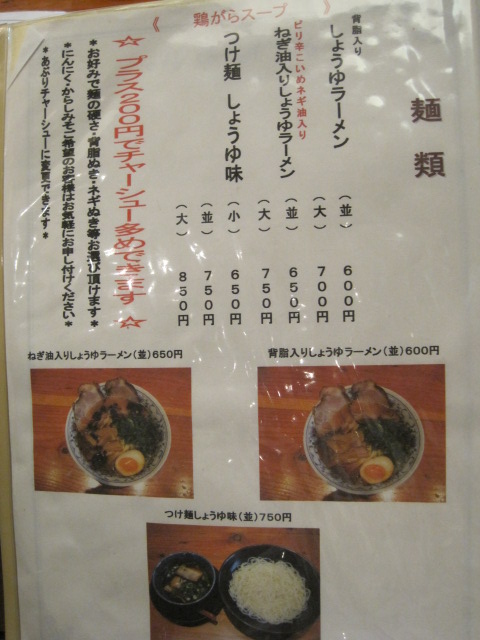 麺類
《 鶏がらスープ 》
背脂入り
しょうゆラーメン
(並) 600円
(大) 700円
ピリ辛こいめネギ油入り
ねぎ油入りしょうゆラーメン
(並) 650円
(大) 750円
つけ麺 しょうゆ味
(小) 650円
(並) 750円
(大) 850円
☆ プラス200円でチャーシュー多めできます ☆
*お好みで麺の硬さ・背脂ぬき・ネギぬき等お選び頂けます*
*にんにく・からしみそご希望のお客様はお気軽にお申し付けください*
*あぶりチャーシューに変更できます*
ねぎ油入りしょうゆラーメン(並)650円
背脂入りしょうゆラーメン(並)600円
つけ麺しょうゆ味(並)750円